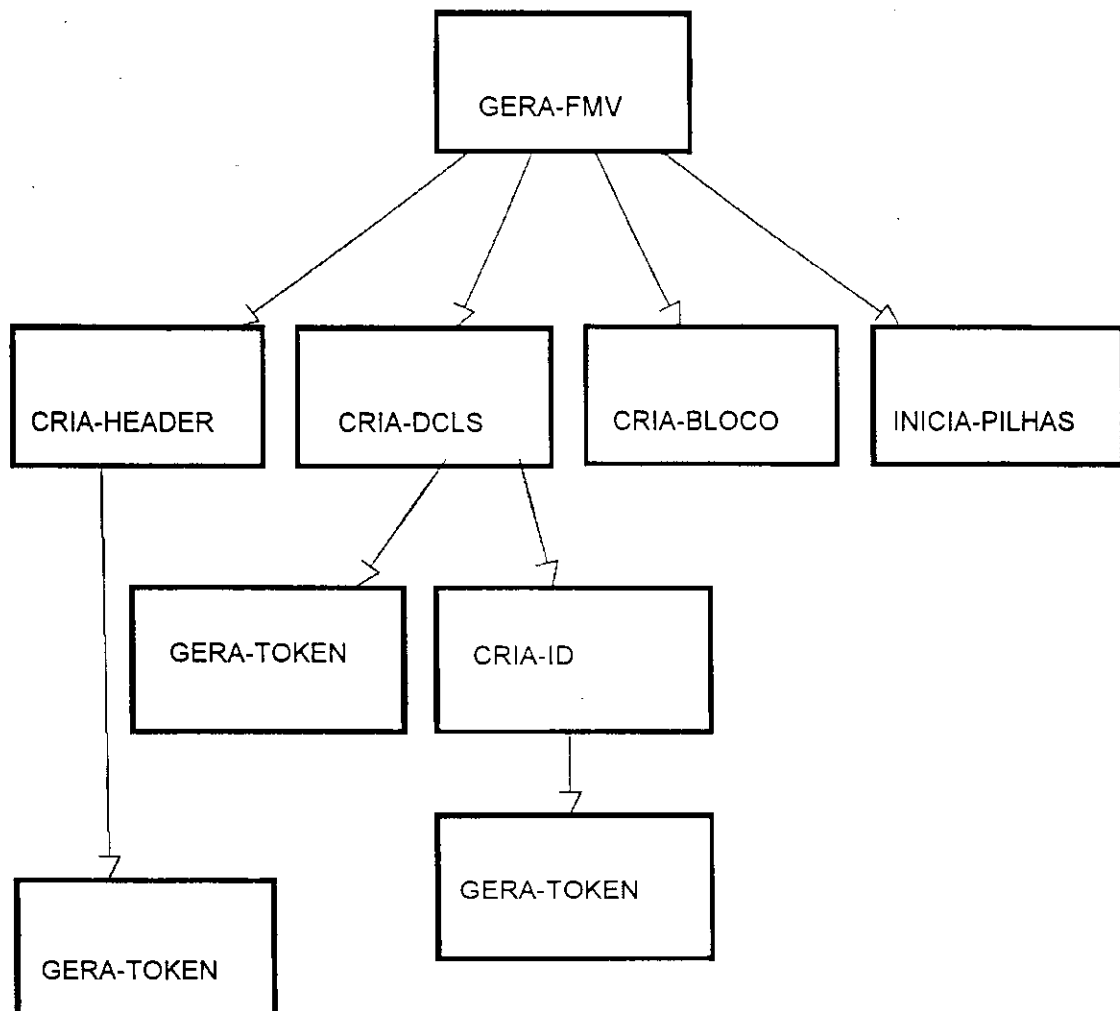 GERA-FMV
CRIA-HEADER
CRIA-DCLS
CRIA-BLOCO
INICIA-PILHAS
GERA-TOKEN
CRIA-ID
GERA-TOKEN
GERA-TOKEN